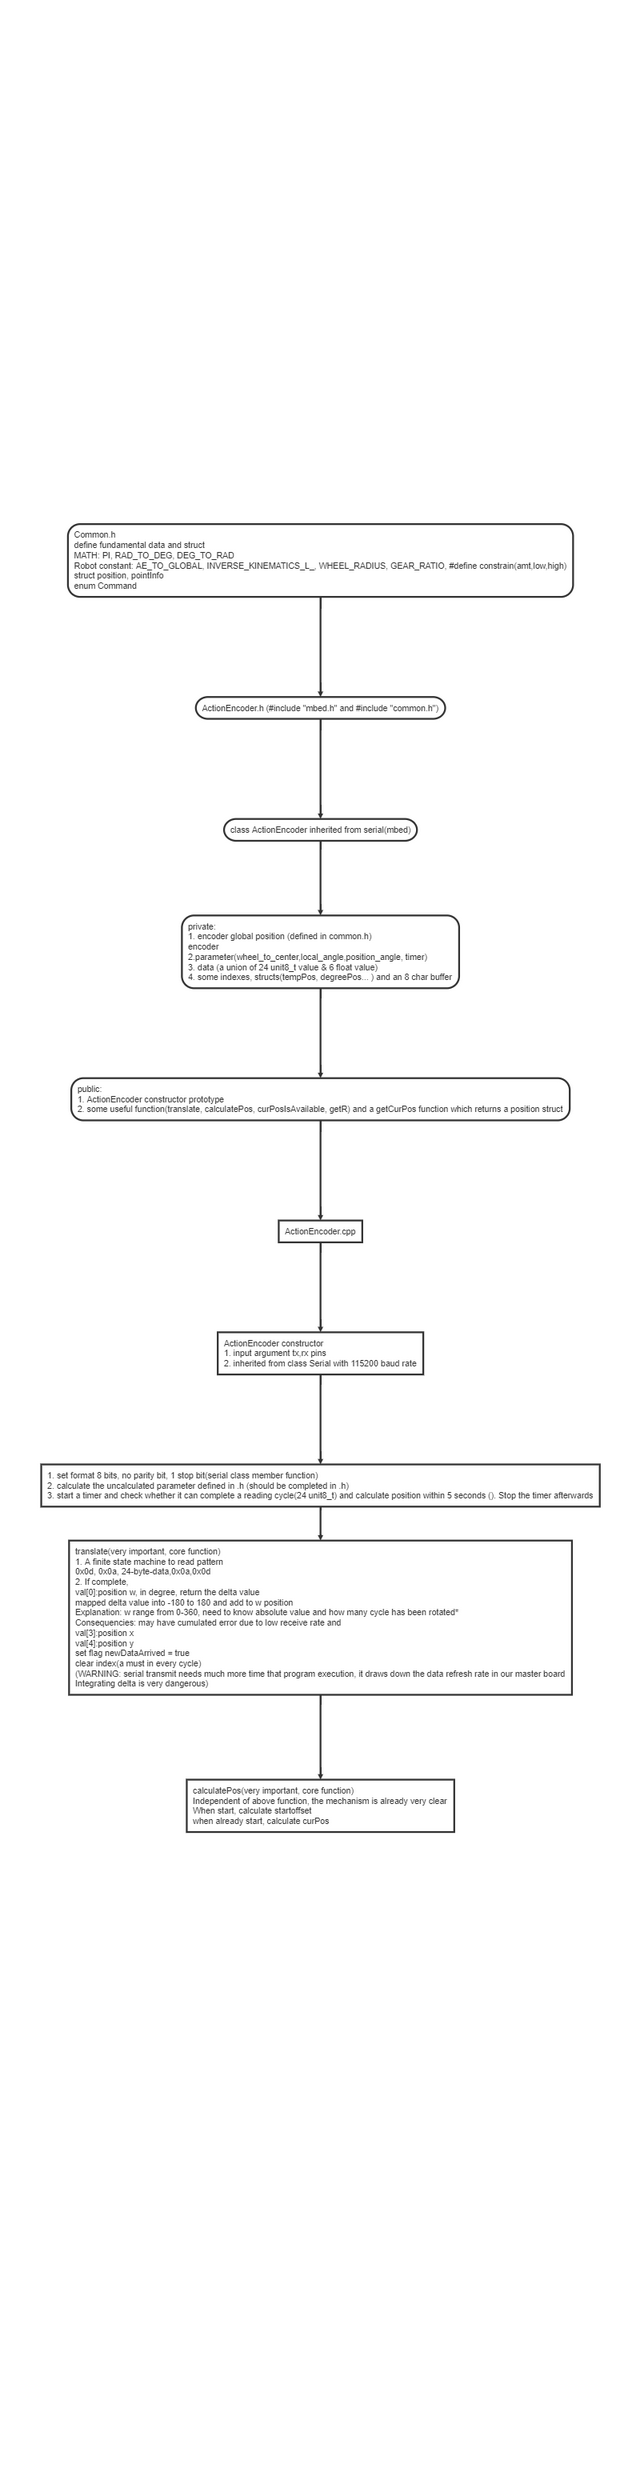 Common.h
define fundamental data and struct
MATH: PI, RAD_TO_DEG, DEG_TO_RAD
Robot constant: AE_TO_GLOBAL, INVERSE_KINEMATICS_L_, WHEEL_RADIUS, GEAR_RATIO, #define constrain(amt,low,high)
struct position, pointInfo
enum Command
ActionEncoder.h (#include "mbed.h" and #include "common.h")
class ActionEncoder inherited from serial(mbed)
private:
1. encoder global position (defined in common.h)
encoder
2.parameter(wheel_to_center,local_angle,position_angle, timer)
3. data (a union of 24 unit8_t value & 6 float value)
4. some indexes, structs(tempPos, degreePos... ) and an 8 char buffer
public:
1. ActionEncoder constructor prototype
2. some useful function(translate, calculatePos, curPosIsAvailable, getR) and a getCurPos function which returns a position struct
ActionEncoder.cpp
ActionEncoder constructor
1. input argument tx,rx pins
2. inherited from class Serial with 115200 baud rate
1. set format 8 bits, no parity bit, 1 stop bit(serial class member function)
2. calculate the uncalculated parameter defined in .h (should be completed in .h)
3. start a timer and check whether it can complete a reading cycle(24 unit8_t) and calculate position within 5 seconds (). Stop the timer afterwards
translate(very important, core function)
1. A finite state machine to read pattern
0x0d, 0x0a, 24-byte-data,0x0a,0x0d
2. If complete,
val[0]:position w, in degree, return the delta value
mapped delta value into -180 to 180 and add to w position
Explanation: w range from 0-360, need to know absolute value and how many cycle has been rotated*
Consequencies: may have cumulated error due to low receive rate and
val[3]:position x
val[4]:position y
set flag newDataArrived = true
clear index(a must in every cycle)
(WARNING: serial transmit needs much more time that program execution, it draws down the data refresh rate in our master board
Integrating delta is very dangerous)
calculatePos(very important, core function)
Independent of above function, the mechanism is already very clear
When start, calculate startoffset
when already start, calculate curPos